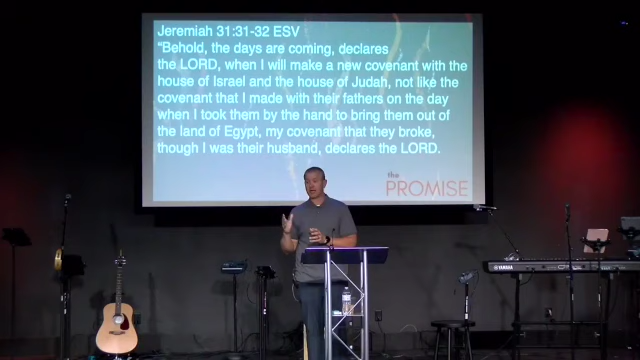 Jeremiah 31:31-32 ESV
“Behold, the days are coming, declares
the LORD, when I will make a new covenant with the
house of Israel and the house of Judah, not like the
covenant that I made with their fathers on the day
when I took them by the hand to bring them out of
the land of Egypt, my covenant that they broke,
though I was their husband, declares the LORD.
the
PROMISE
YAMAHA